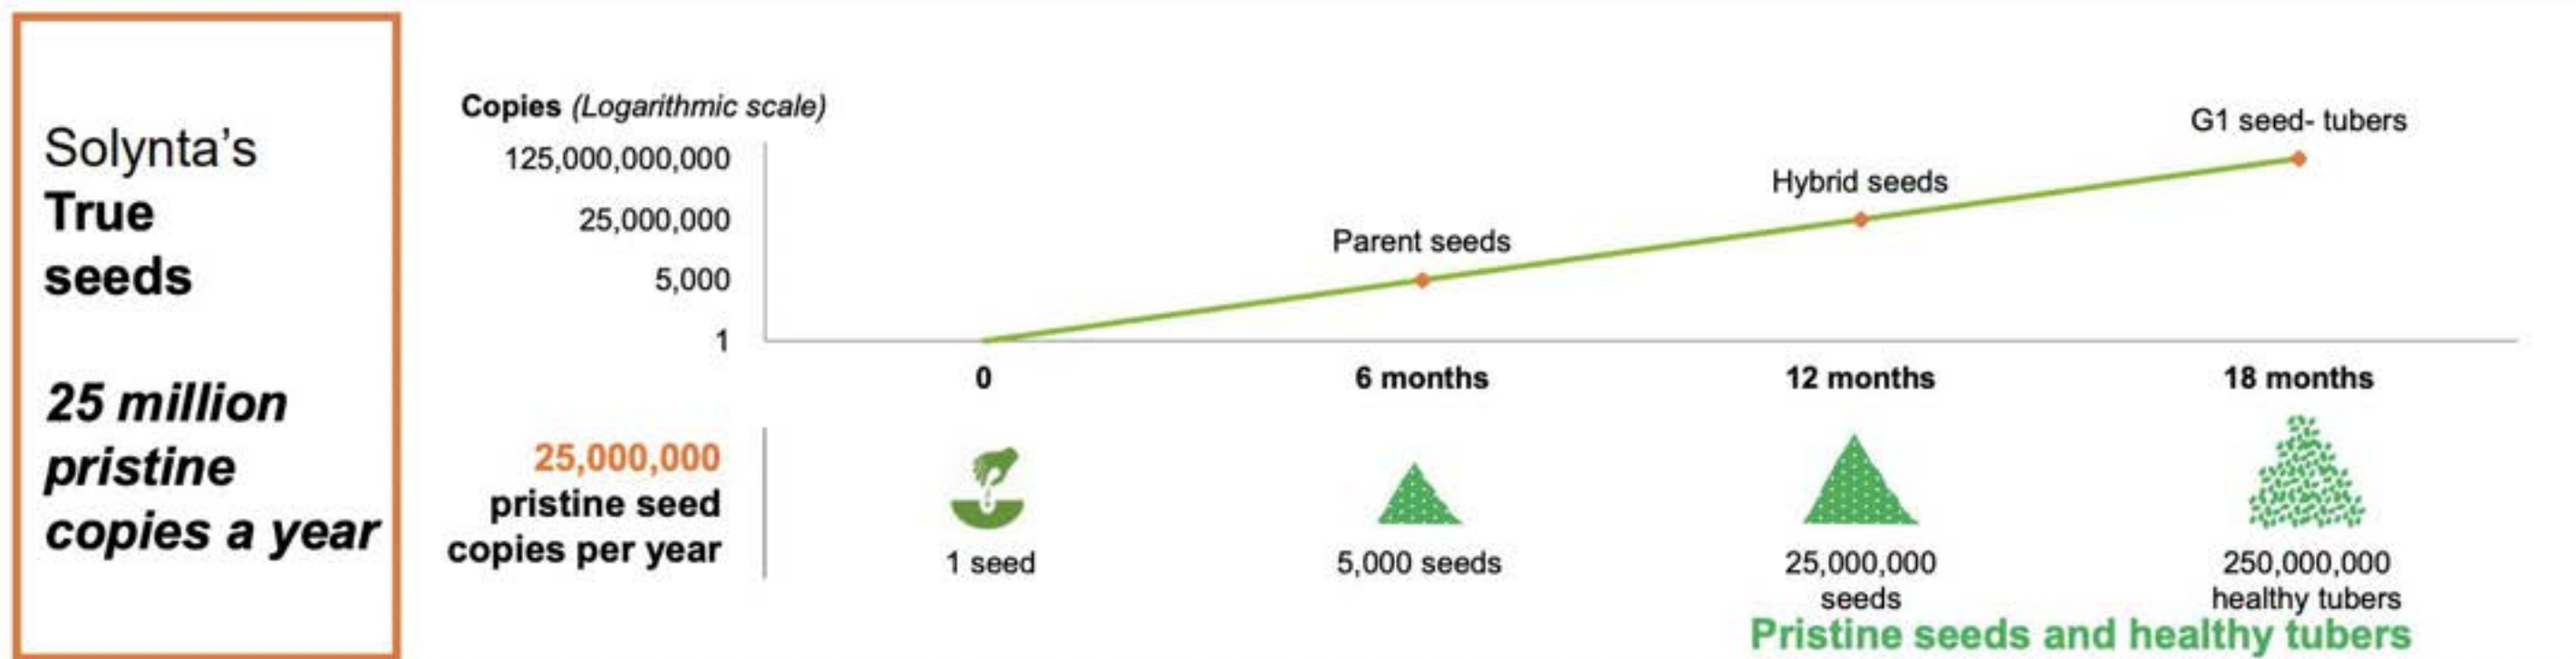 Solynta's
True
seeds
25 million
pristine
copies a year
Copies (Logarithmic scale)
125,000,000,000
25,000,000
5,000
1
Parent seeds
Hybrid seeds
G1 seed- tubers
0
6 months
12 months
18 months
25,000,000
pristine seed
copies per year
1 seed
5,000 seeds
25,000,000
seeds
250,000,000
healthy tubers
Pristine seeds and healthy tubers